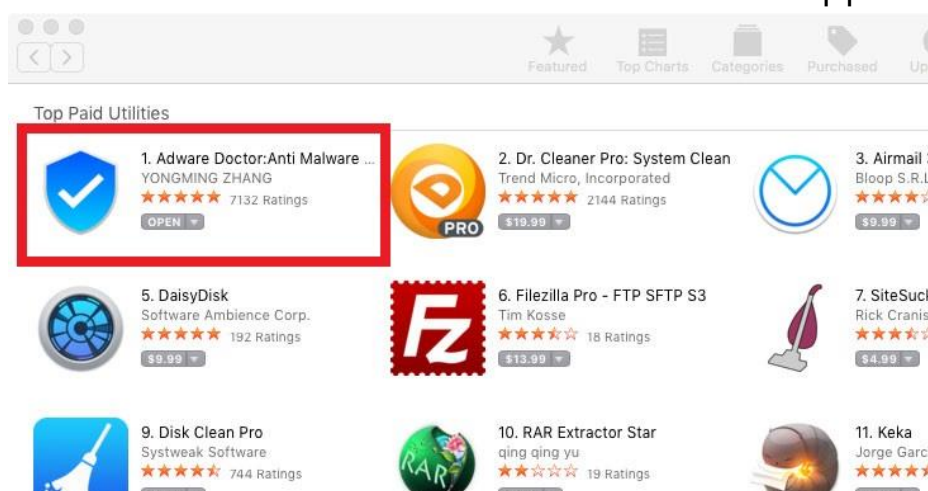 Featured Top Charts Categories Purchased
Top Paid Utilities
1. Adware Doctor:Anti Malware ...
YONGMING ZHANG
7132 Ratings
OPEN
2. Dr. Cleaner Pro: System Clean
Trend Micro, Incorporated
2144 Ratings
$19.99
PRO
3. Airmail
Bloop S.R.L
$9.99
5. DaisyDisk
Software Ambience Corp.
192 Ratings
$9.99
6. Filezilla Pro - FTP SFTP S3
Tim Kosse
18 Ratings
$13.99
Fz
7. SiteSuck
Rick Cranis
$4.99
9. Disk Clean Pro
Systweak Software
744 Ratings
10. RAR Extractor Star
qing qing yu
19 Ratings
RAR
11. Keka
Jorge Garc